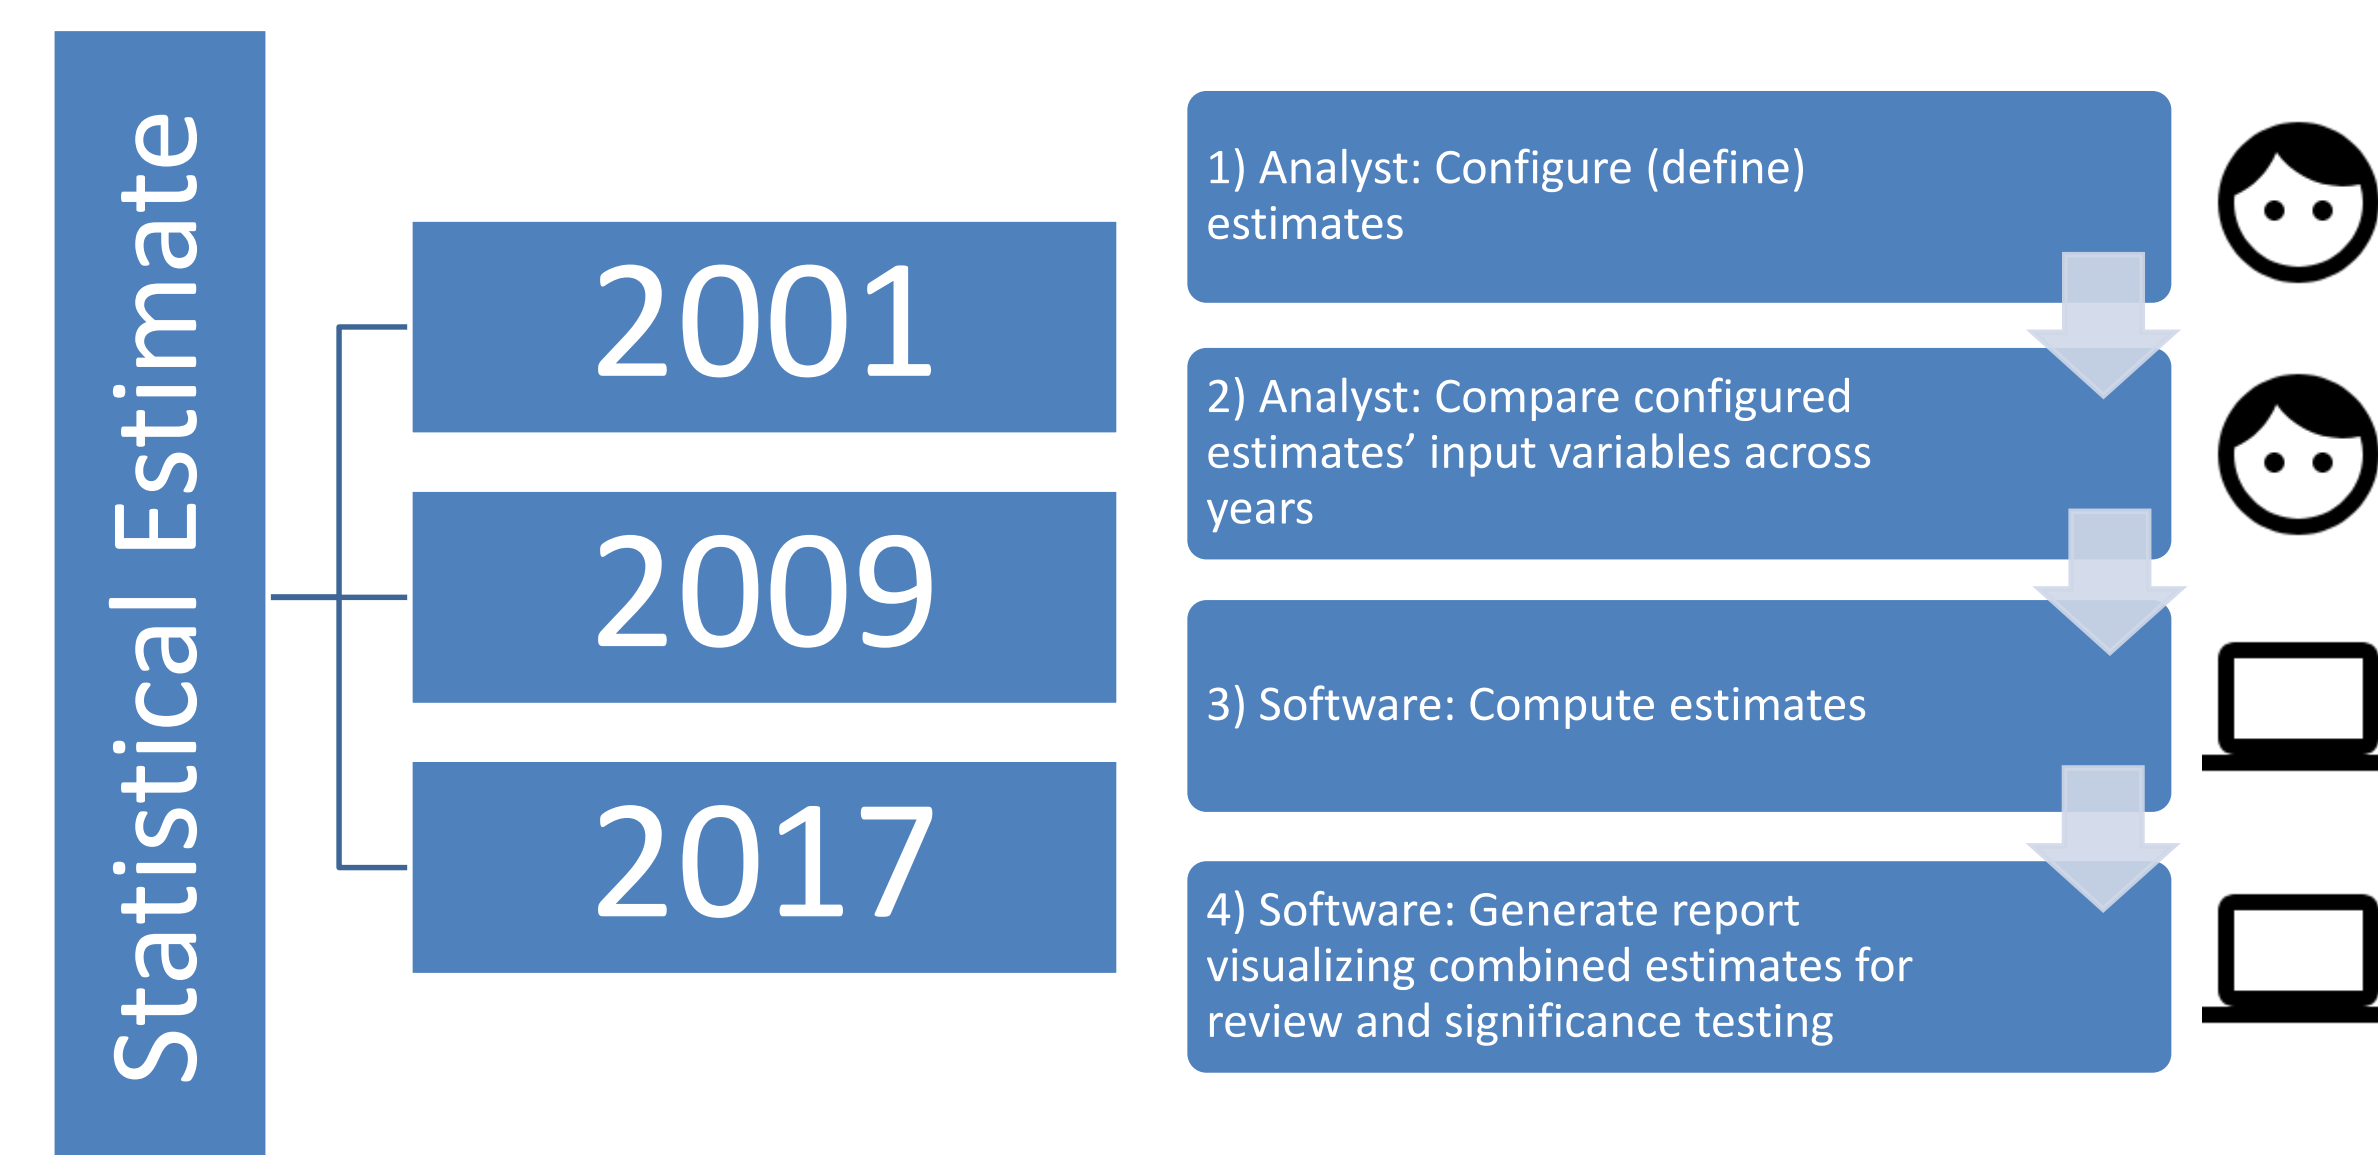 Statistical Estimate
2001
2009
2017
1) Analyst: Configure (define)
estimates
2) Analyst: Compare configured
estimates’ input variables across
years
3) Software: Compute estimates
4) Software: Generate report
visualizing combined estimates for
review and significance testing